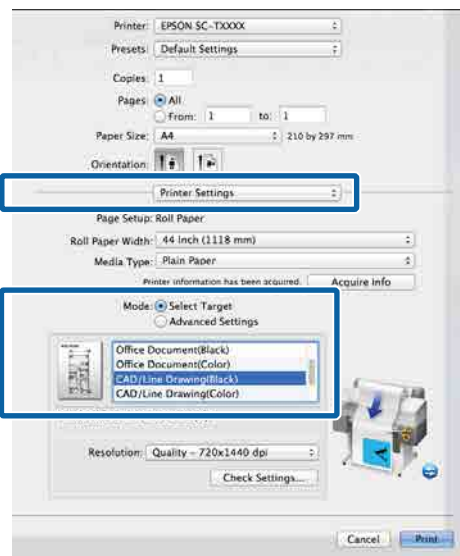 Printer: EPSON SC-TXXXX
Presets: Default Settings
Copies: 1
Pages: All
From: 1 to: 1
Paper Size: A4 210 by 297 mm
Orientation:
Printer Settings
Page Setup: Roll Paper
Roll Paper Width: 44 Inch (1118 mm)
Media Type: Plain Paper
Printer information has been acquired. Acquire Info
Mode: Select Target
Advanced Settings
Office Document(Black)
Office Document(Color)
CAD/Line Drawing(Black)
CAD/Line Drawing(Color)
Resolution: Quality - 720x1440 dpi
Check Settings...
Cancel Print